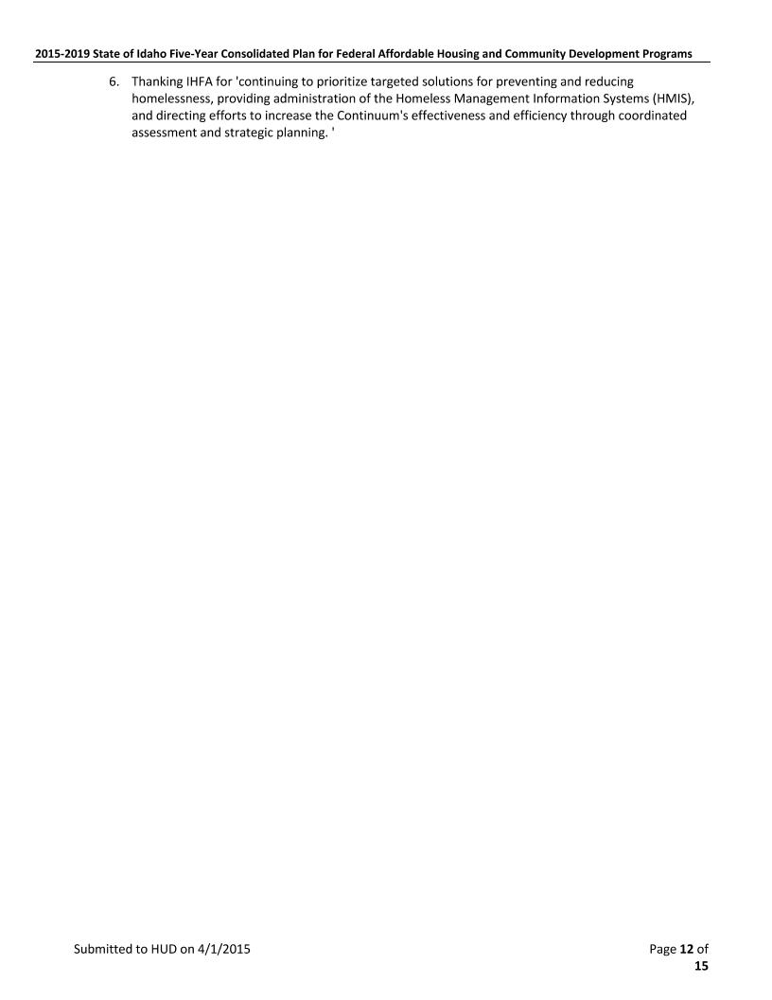 2015-2019 State of Idaho Five-Year Consolidated Plan for Federal Affordable Housing and Community Development Programs
6. Thanking IHFA for 'continuing to prioritize targeted solutions for preventing and reducing
homelessness, providing administration of the Homeless Management Information Systems (HMIS),
and directing efforts to increase the Continuum's effectiveness and efficiency through coordinated
assessment and strategic planning. '
Submitted to HUD on 4/1/2015 Page 12 of
15